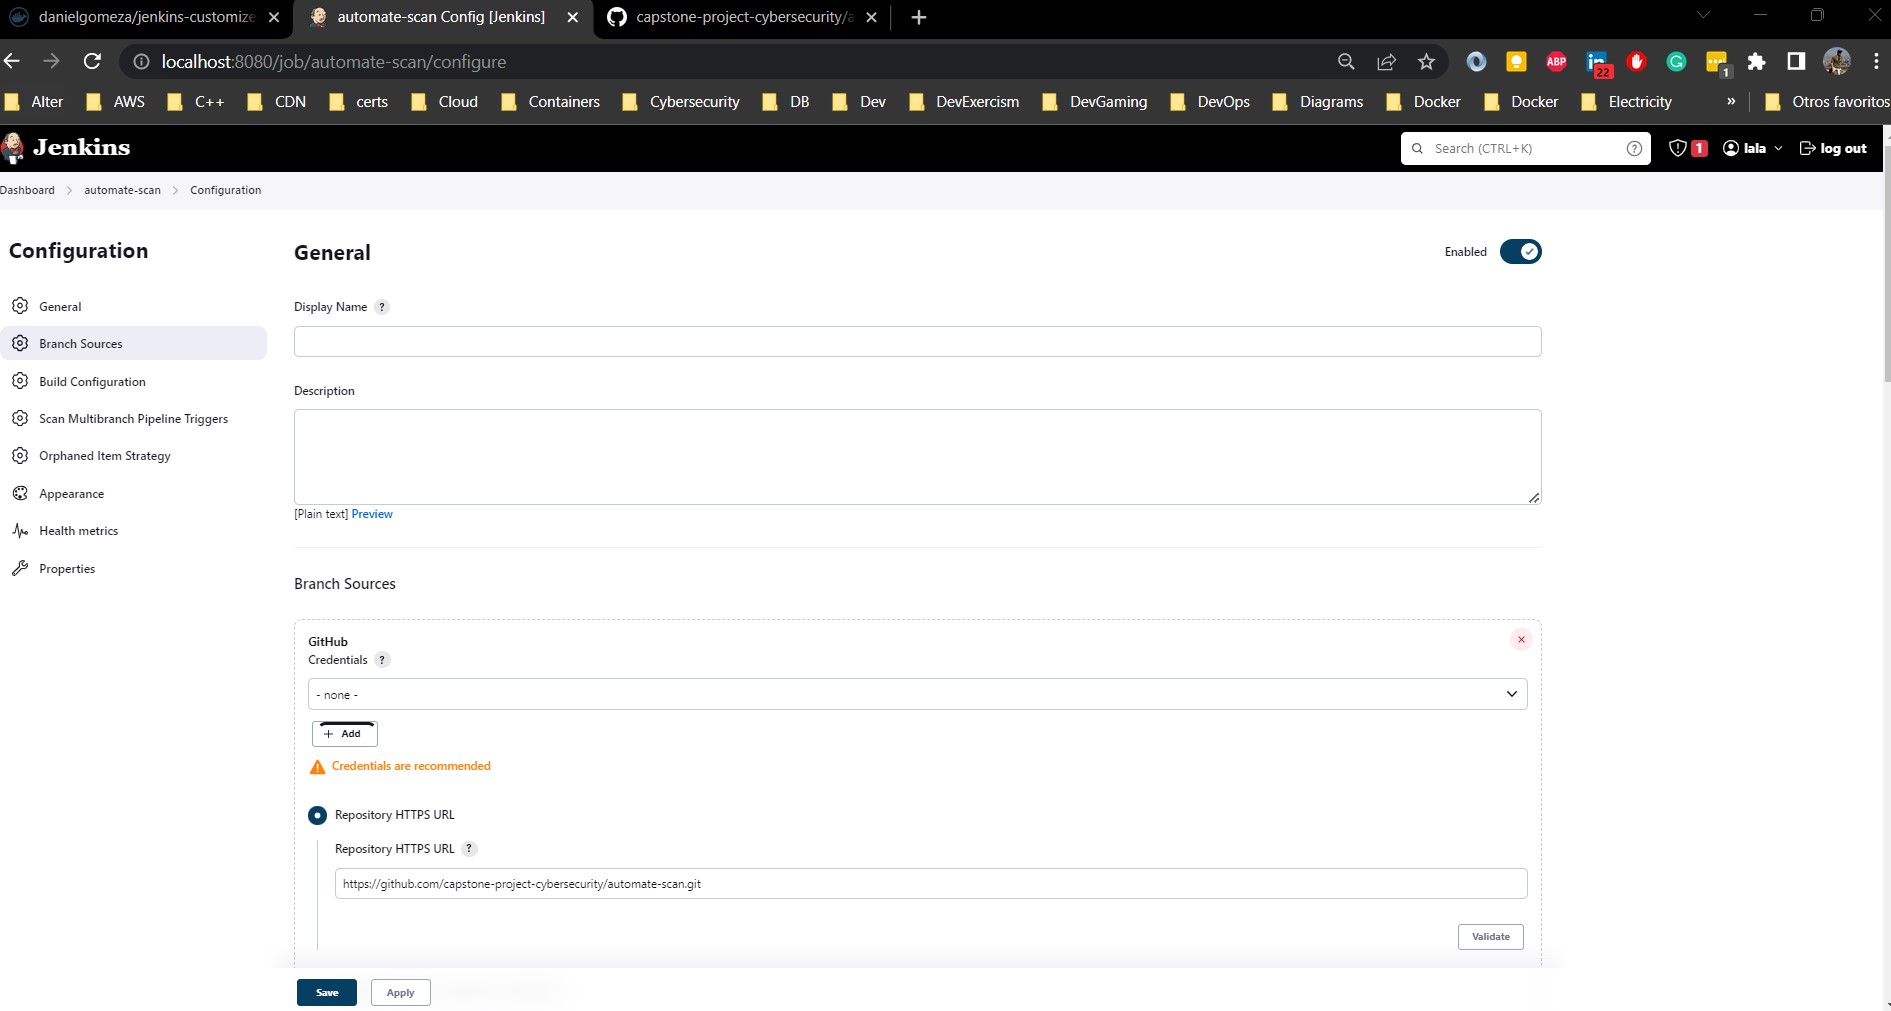 danielgomeza/jenkins-customize
automate-scan Config [Jenkins]
capstone-project-cybersecurity/a
localhost:8080/job/automate-scan/configure
ABP
in
22
G
1
Alter
AWS
C++
CDN
certs
Cloud
Containers
Cybersecurity
DB
Dev
DevExercism
DevGaming
DevOps
Diagrams
Docker
Docker
Electricity
»
Otros favoritos
Jenkins
Search (CTRL+K)
?
1
lala
log out
Dashboard > automate-scan > Configuration
Configuration
General
Branch Sources
Build Configuration
Scan Multibranch Pipeline Triggers
Orphaned Item Strategy
Appearance
Health metrics
Properties
General
Enabled
Display Name ?
Description
[Plain text] Preview
Branch Sources
GitHub
Credentials ?
- none -
+ Add
Credentials are recommended
Repository HTTPS URL
Repository HTTPS URL ?
https://github.com/capstone-project-cybersecurity/automate-scan.git
Validate
Save
Apply